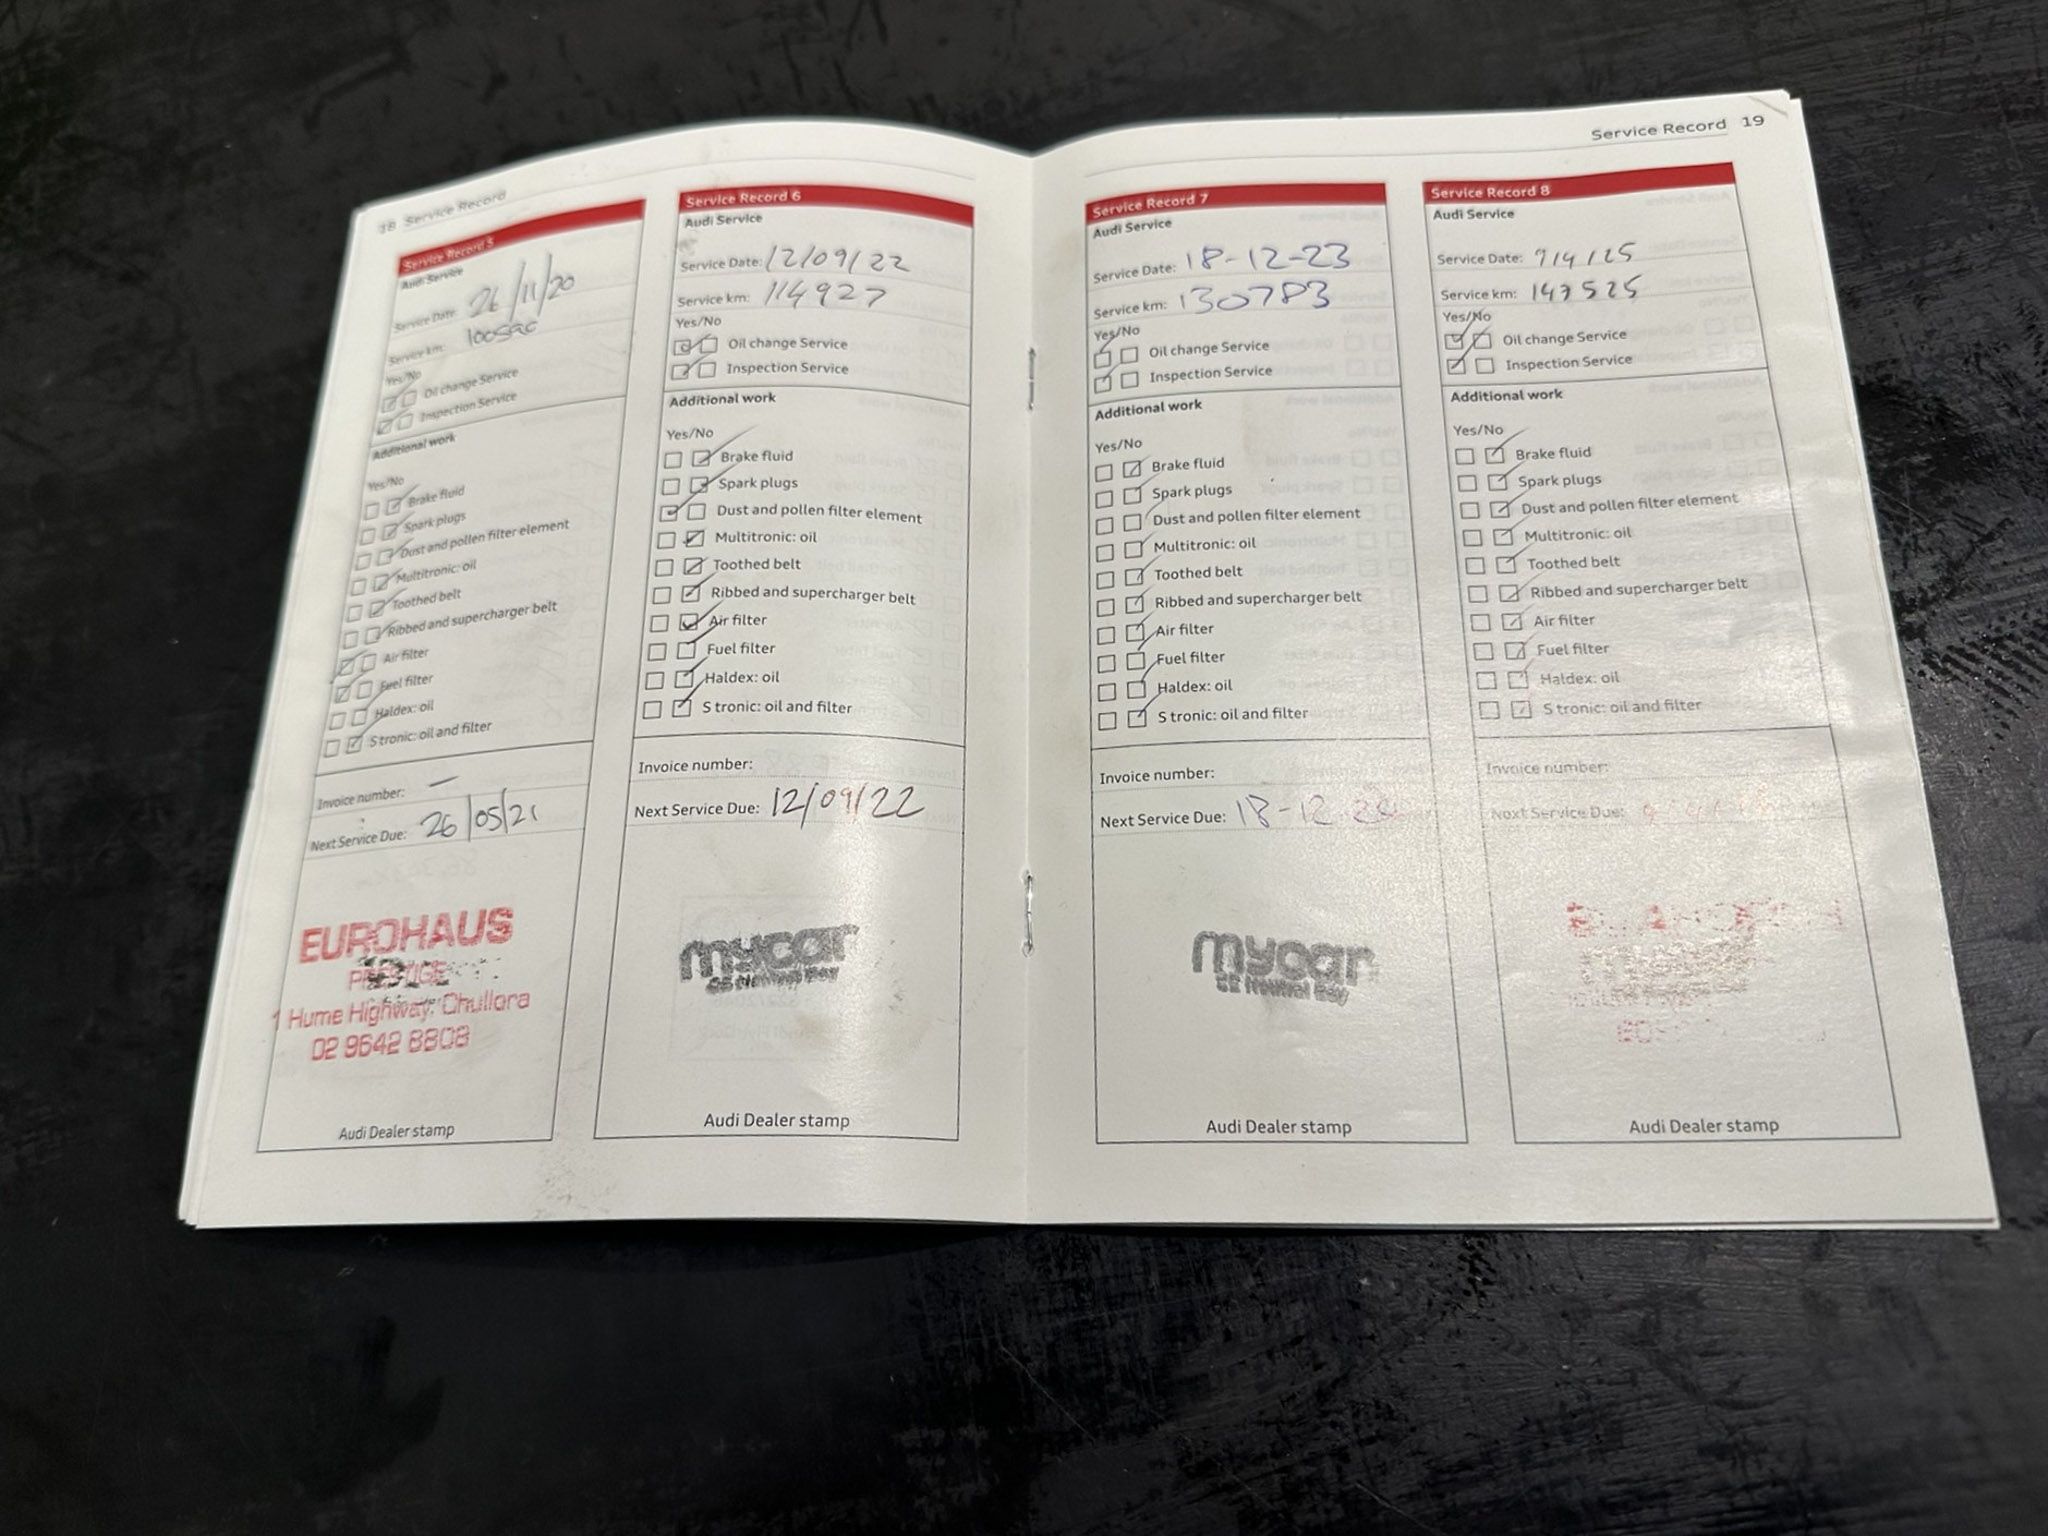 18 Service Record
Service Record 5
Audi Service
Service Date: 26/11/20
Service km:
Yes/No
Oil change Service
Inspection Service
Additional work
Yes/No
Brake fluid
Spark plugs
Dust and pollen filter element
Multitronic: oil
Toothed belt
Ribbed and supercharger belt
Air filter
Fuel filter
Haldex: oil
S tronic: oil and filter
Invoice number: –
Next Service Due: 26/05/21
EUROHAUS
PRESTIGE
1 Hume Highway, Chullora
02 9642 8808
Audi Dealer stamp
Service Record 6
Audi Service
Service Date: 12/09/22
Service km: 114927
Yes/No
Oil change Service
Inspection Service
Additional work
Yes/No
Brake fluid
Spark plugs
Dust and pollen filter element
Multitronic: oil
Toothed belt
Ribbed and supercharger belt
Air filter
Fuel filter
Haldex: oil
S tronic: oil and filter
Invoice number:
Next Service Due: 12/09/22
mycar
Audi Dealer stamp
Service Record 19
Service Record 7
Audi Service
Service Date: 18-12-23
Service km: 130783
Yes/No
Oil change Service
Inspection Service
Additional work
Yes/No
Brake fluid
Spark plugs
Dust and pollen filter element
Multitronic: oil
Toothed belt
Ribbed and supercharger belt
Air filter
Fuel filter
Haldex: oil
S tronic: oil and filter
Invoice number:
Next Service Due: 18-12-24
mycar
Audi Dealer stamp
Service Record 8
Audi Service
Service Date: 9/4/25
Service km: 147525
Yes/No
Oil change Service
Inspection Service
Additional work
Yes/No
Brake fluid
Spark plugs
Dust and pollen filter element
Multitronic: oil
Toothed belt
Ribbed and supercharger belt
Air filter
Fuel filter
Haldex: oil
S tronic: oil and filter
Invoice number:
Next Service Due:
Audi Dealer stamp